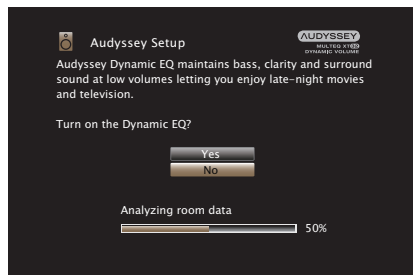 Audyssey Setup
AUDYSSEY
MULTEQ XT32
DYNAMIC VOLUME
Audyssey Dynamic EQ maintains bass, clarity and surround
sound at low volumes letting you enjoy late-night movies
and television.
Turn on the Dynamic EQ?
Yes
No
Analyzing room data
50%